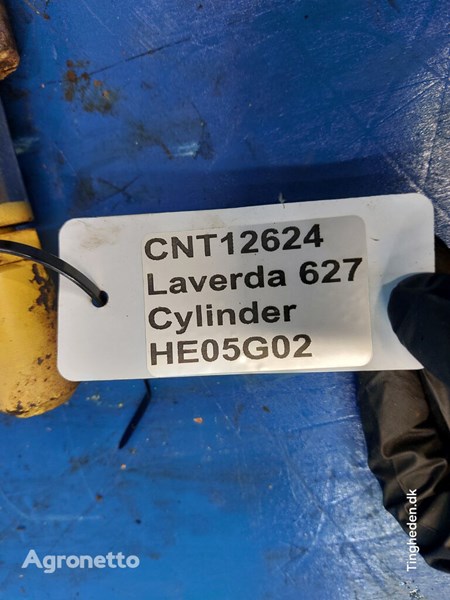 CNT12624
Laverda 627
Cylinder
HE05G02
Tingheden.dk
Agronetto